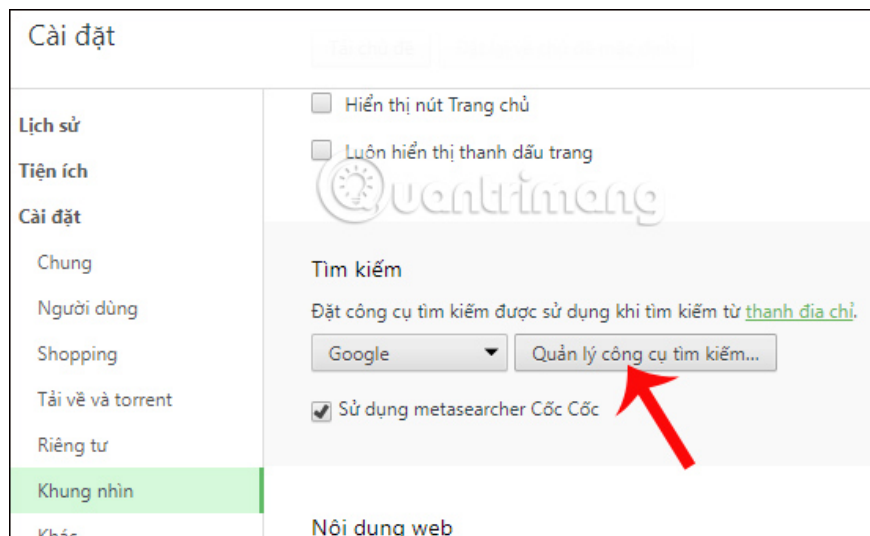 Cài đặt
Hiển thị nút Trang chủ
Lịch sử
Luôn hiển thị thanh dấu trang
Tiện ích
Quantrimang
Cài đặt
Chung
Tìm kiếm
Người dùng
Đặt công cụ tìm kiếm được sử dụng khi tìm kiếm từ thanh địa chỉ.
Shopping
Google
Quản lý công cụ tìm kiếm...
Tải về và torrent
Sử dụng metasearcher Cốc Cốc
Riêng tư
Khung nhìn
Khác
Nội dung web